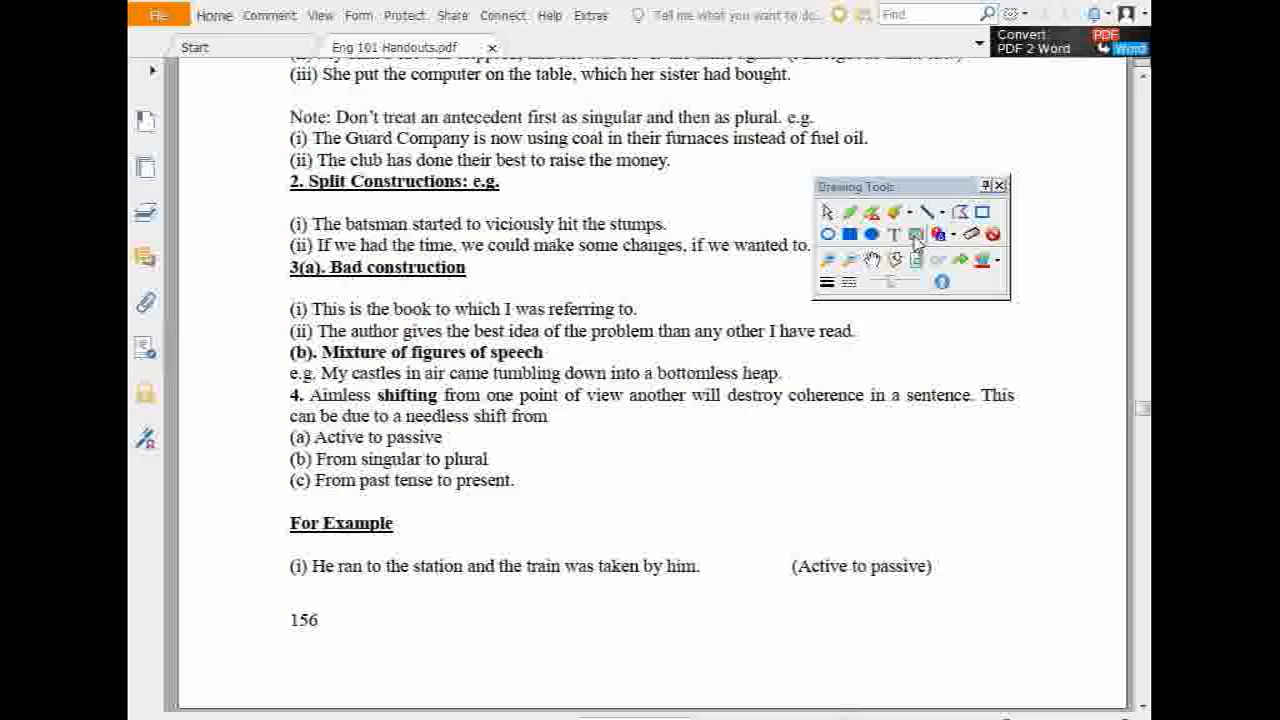 File Home Comment View Form Protect Share Connect Help Extras Tell me what you want to do.. Find
Start Eng 101 Handouts.pdf
Convert PDF
PDF 2 Word Word
(iii) She put the computer on the table, which her sister had bought.
Note: Don't treat an antecedent first as singular and then as plural. e.g.
(i) The Guard Company is now using coal in their furnaces instead of fuel oil.
(ii) The club has done their best to raise the money.
2. Split Constructions: e.g.
Drawing Tools
(i) The batsman started to viciously hit the stumps.
(ii) If we had the time, we could make some changes, if we wanted to.
3(a). Bad construction
(i) This is the book to which I was referring to.
(ii) The author gives the best idea of the problem than any other I have read.
(b). Mixture of figures of speech
e.g. My castles in air came tumbling down into a bottomless heap.
4. Aimless shifting from one point of view another will destroy coherence in a sentence. This
can be due to a needless shift from
(a) Active to passive
(b) From singular to plural
(c) From past tense to present.
For Example
(i) He ran to the station and the train was taken by him. (Active to passive)
156